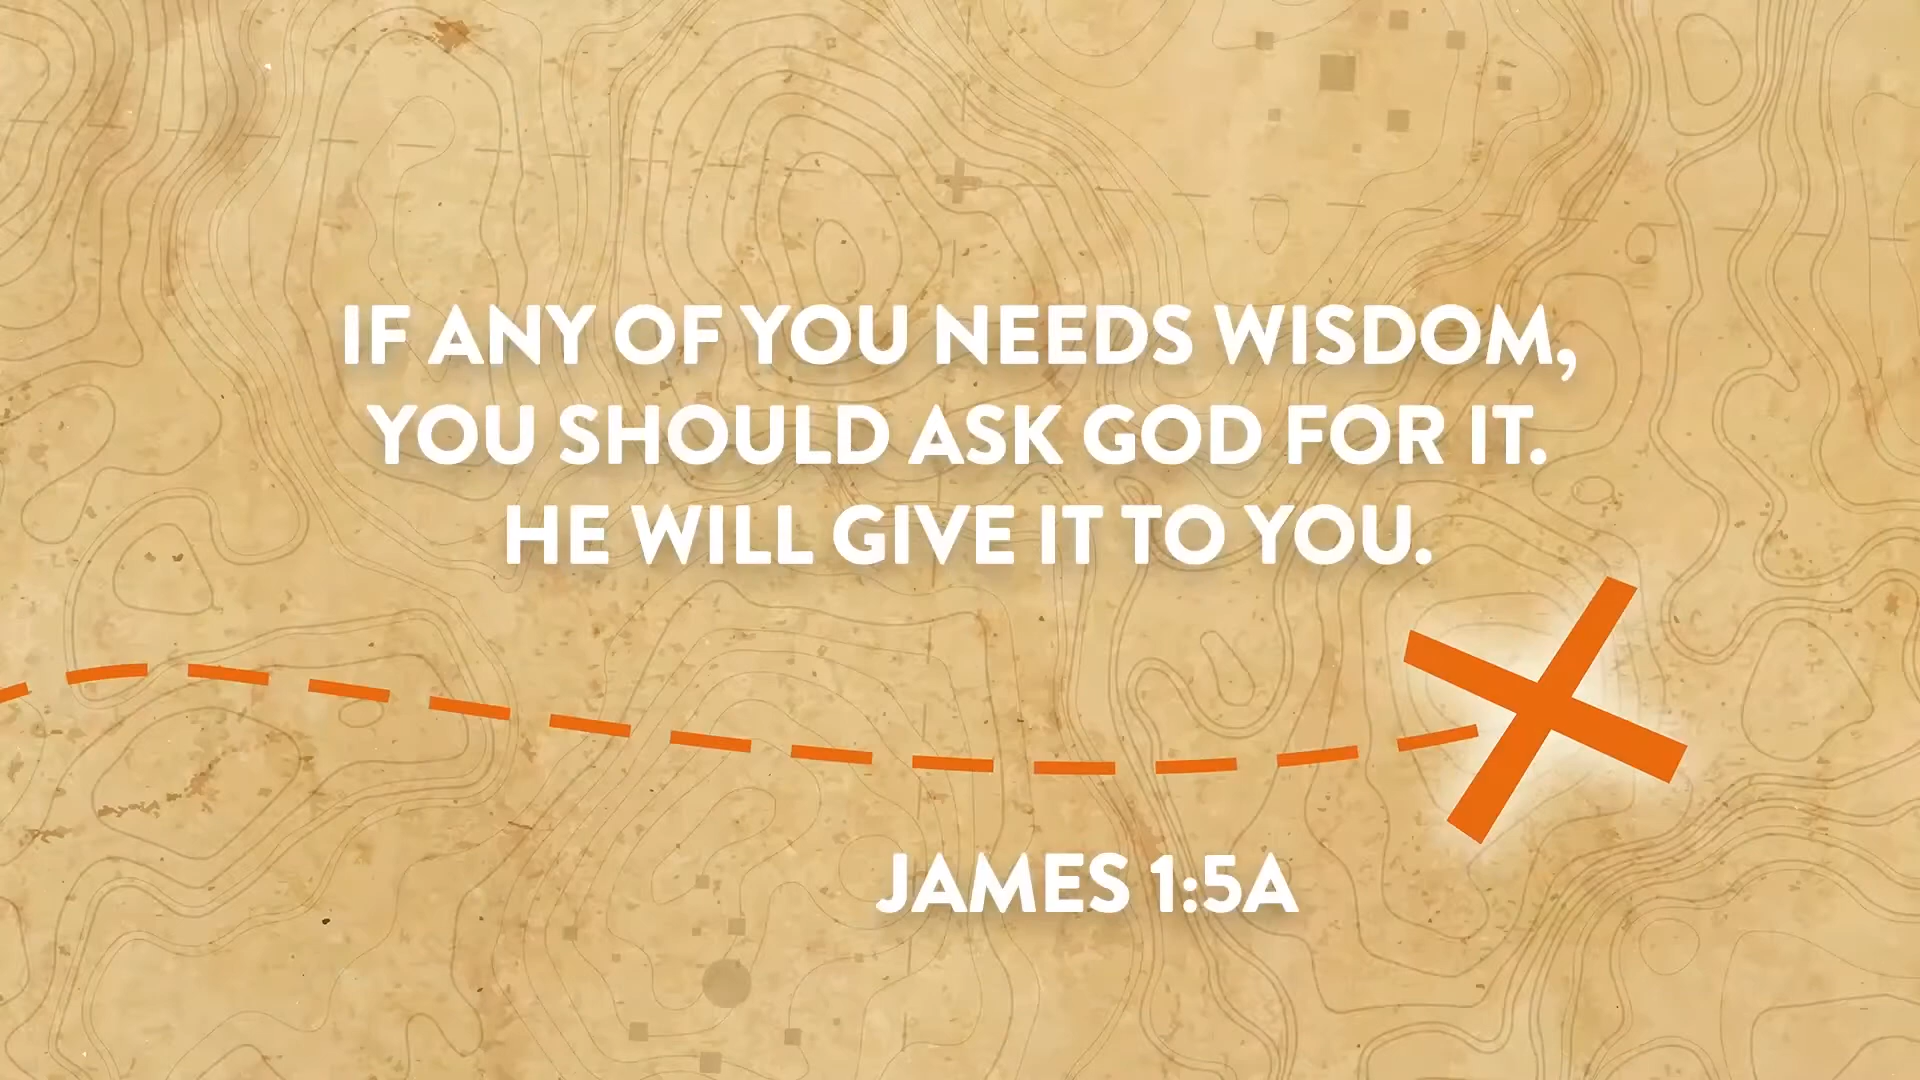 IF ANY OF YOU NEEDS WISDOM,
YOU SHOULD ASK GOD FOR IT.
HE WILL GIVE IT TO YOU.
JAMES 1:5A